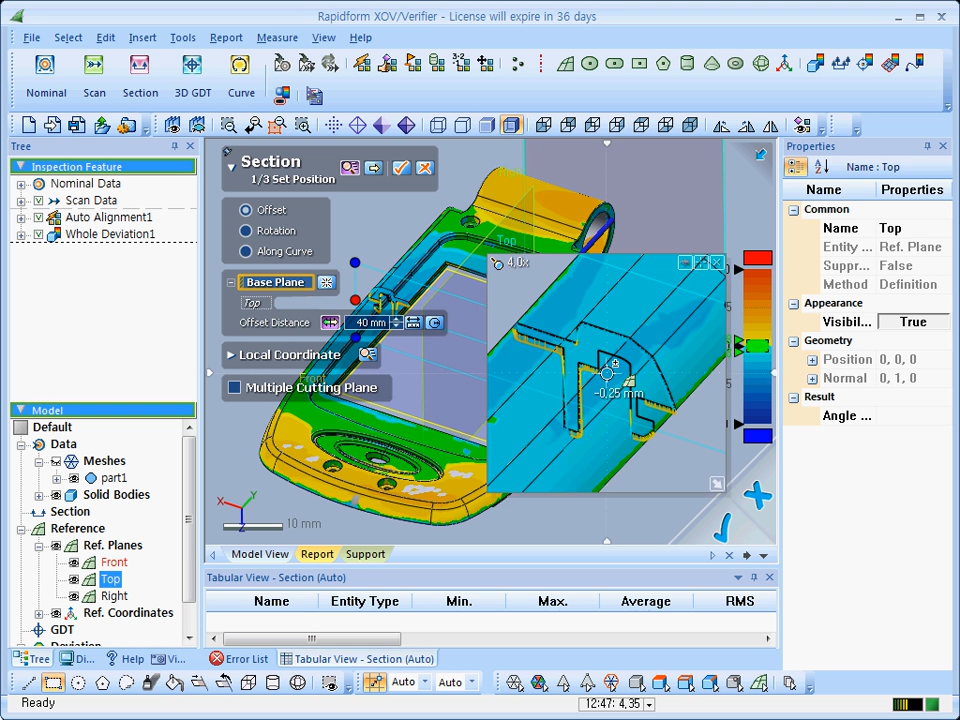 Rapidform XOV/Verifier - License will expire in 36 days
File Select Edit Insert Tools Report Measure View Help
Nominal Scan Section 3D GDT Curve
Tree
Inspection Feature
Nominal Data
Scan Data
Auto Alignment1
Whole Deviation1
Model
Default
Data
Meshes
part1
Solid Bodies
Section
Reference
Ref. Planes
Front
Top
Right
Ref. Coordinates
GDT
Deviation
Tree Di... Help Vi...
Section
1/3 Set Position
Offset
Rotation
Along Curve
Base Plane
Top
Offset Distance 40 mm
Local Coordinate
Front
Multiple Cutting Plane
Top
4,0x
-0,25 mm
X Y Z
10 mm
Model View Report Support
Tabular View - Section (Auto)
Name Entity Type Min. Max. Average RMS
Error List Tabular View - Section (Auto)
Properties
Name : Top
Name Properties
Common
Name Top
Entity ... Ref. Plane
Suppr... False
Method Definition
Appearance
Visibil... True
Geometry
Position 0, 0, 0
Normal 0, 1, 0
Result
Angle ...
Auto Auto
Ready
12:47: 4.35